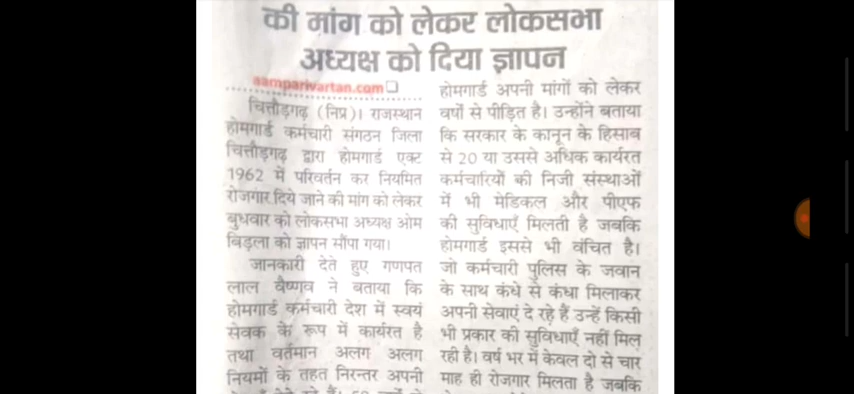 की मांग को लेकर लोकसभा
अध्यक्ष को दिया ज्ञापन
aamparivartan.com
चित्तौड़गढ़ (निप्र)। राजस्थान
होमगार्ड कर्मचारी संगठन जिला
चित्तौड़गढ़ द्वारा होमगार्ड एक्ट
1962 में परिवर्तन कर नियमित
रोजगार दिये जाने की मांग को लेकर
बुधवार को लोकसभा अध्यक्ष ओम
बिड़ला को ज्ञापन सौंपा गया।
जानकारी देते हुए गणपत
लाल वैष्णव ने बताया कि
होमगार्ड कर्मचारी देश में स्वयं
सेवक के रूप में कार्यरत है
तथा वर्तमान अलग अलग
नियमों के तहत निरन्तर अपनी
होमगार्ड अपनी मांगों को लेकर
वर्षों से पीड़ित है। उन्होंने बताया
कि सरकार के कानून के हिसाब
से 20 या उससे अधिक कार्यरत
कर्मचारियों की निजी संस्थाओं
में भी मेडिकल और पीएफ
की सुविधाएँ मिलती है जबकि
होमगार्ड इससे भी वंचित है।
जो कर्मचारी पुलिस के जवान
के साथ कंधे से कंधा मिलाकर
अपनी सेवाएं दे रहे हैं उन्हें किसी
भी प्रकार की सुविधाएँ नहीं मिल
रही है। वर्ष भर में केवल दो से चार
माह ही रोजगार मिलता है जबकि